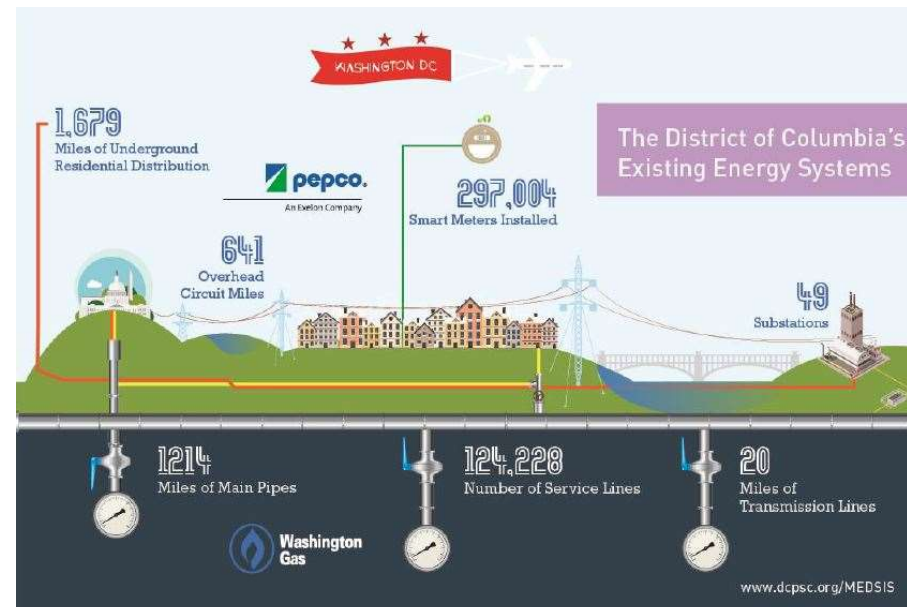 WASHINGTON DC
The District of Columbia's
Existing Energy Systems
1,679
Miles of Underground
Residential Distribution
pepco.
An Exelon Company
297,004
Smart Meters Installed
641
Overhead
Circuit Miles
49
Substations
1214
Miles of Main Pipes
124,228
Number of Service Lines
20
Miles of
Transmission Lines
Washington
Gas
www.dcpsc.org/MEDSIS